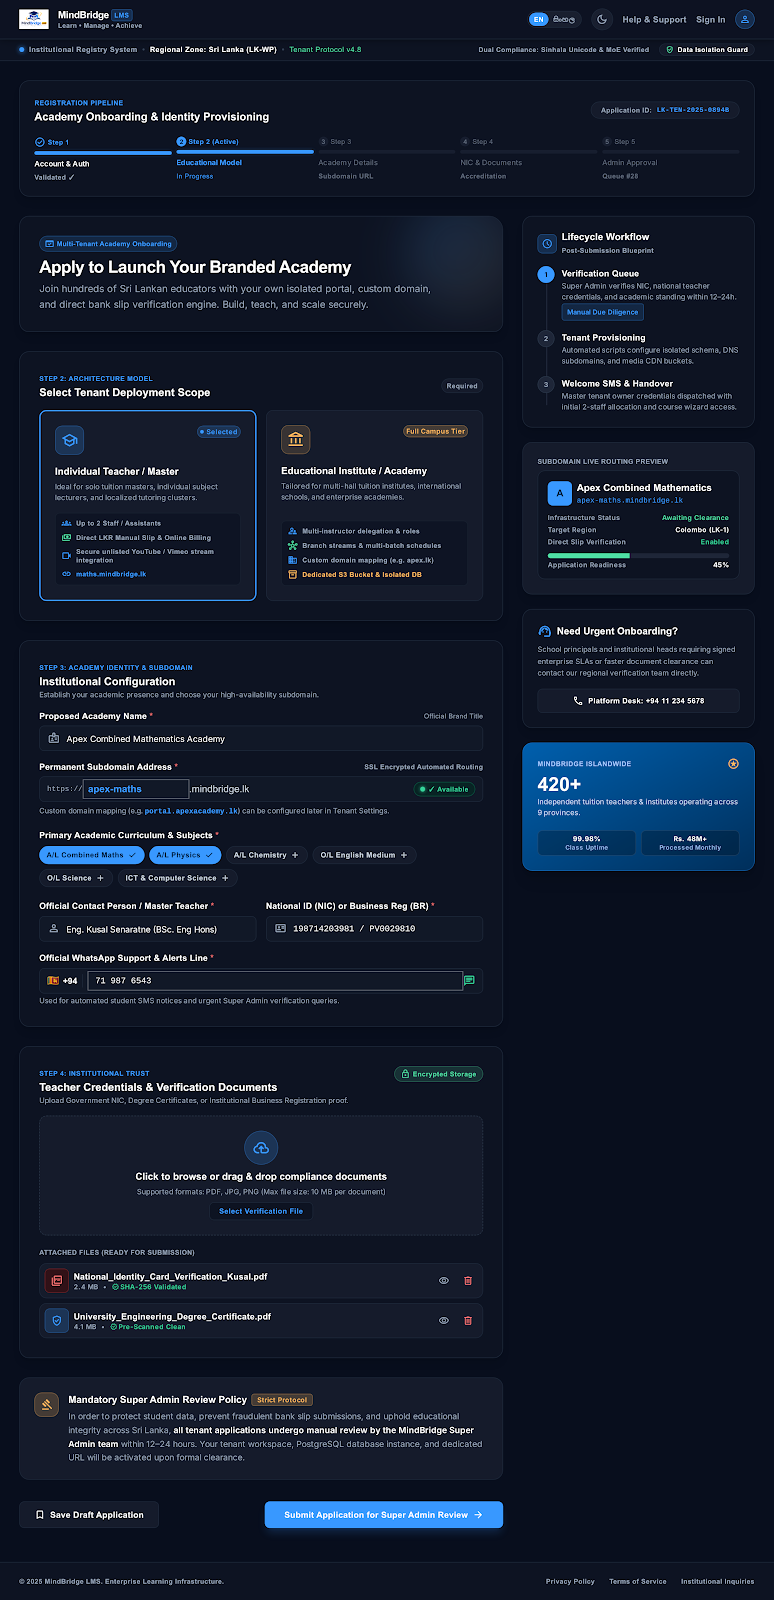 MindBridge LMS
Learn • Manage • Achieve
EN සිංහල
Help & Support
Sign In
Institutional Registry System • Regional Zone: Sri Lanka (LK-WP) • Tenant Protocol v4.8
Dual Compliance: Sinhala Unicode & MoE Verified
Data Isolation Guard
REGISTRATION PIPELINE
Academy Onboarding & Identity Provisioning
Application ID: LK-TEN-2025-0894B
Step 1
Account & Auth
Validated ✓
2 Step 2 (Active)
Educational Model
In Progress
3 Step 3
Academy Details
Subdomain URL
4 Step 4
NIC & Documents
Accreditation
5 Step 5
Admin Approval
Queue #28
Multi-Tenant Academy Onboarding
Apply to Launch Your Branded Academy
Join hundreds of Sri Lankan educators with your own isolated portal, custom domain,
and direct bank slip verification engine. Build, teach, and scale securely.
STEP 2: ARCHITECTURE MODEL
Select Tenant Deployment Scope
Required
Selected
Individual Teacher / Master
Ideal for solo tuition masters, individual subject
lecturers, and localized tutoring clusters.
Up to 2 Staff / Assistants
Direct LKR Manual Slip & Online Billing
Secure unlisted YouTube / Vimeo stream
integration
maths.mindbridge.lk
Full Campus Tier
Educational Institute / Academy
Tailored for multi-hall tuition institutes, international
schools, and enterprise academies.
Multi-instructor delegation & roles
Branch streams & multi-batch schedules
Custom domain mapping (e.g. apex.lk)
Dedicated S3 Bucket & Isolated DB
STEP 3: ACADEMY IDENTITY & SUBDOMAIN
Institutional Configuration
Establish your academic presence and choose your high-availability subdomain.
Proposed Academy Name *
Official Brand Title
Apex Combined Mathematics Academy
Permanent Subdomain Address *
SSL Encrypted Automated Routing
https:// apex-maths .mindbridge.lk
✓ Available
Custom domain mapping (e.g. portal.apexacademy.lk) can be configured later in Tenant Settings.
Primary Academic Curriculum & Subjects *
A/L Combined Maths ✓
A/L Physics ✓
A/L Chemistry +
O/L English Medium +
O/L Science +
ICT & Computer Science +
Official Contact Person / Master Teacher *
Eng. Kusal Senaratne (BSc. Eng Hons)
National ID (NIC) or Business Reg (BR) *
198714203981 / PV0029810
Official WhatsApp Support & Alerts Line *
+94 71 987 6543
Used for automated student SMS notices and urgent Super Admin verification queries.
STEP 4: INSTITUTIONAL TRUST
Teacher Credentials & Verification Documents
Encrypted Storage
Upload Government NIC, Degree Certificates, or Institutional Business Registration proof.
Click to browse or drag & drop compliance documents
Supported formats: PDF, JPG, PNG (Max file size: 10 MB per document)
Select Verification File
ATTACHED FILES (READY FOR SUBMISSION)
National_Identity_Card_Verification_Kusal.pdf
2.4 MB • SHA-256 Validated
University_Engineering_Degree_Certificate.pdf
4.1 MB • Pre-Scanned Clean
Mandatory Super Admin Review Policy Strict Protocol
In order to protect student data, prevent fraudulent bank slip submissions, and uphold educational
integrity across Sri Lanka, all tenant applications undergo manual review by the MindBridge Super
Admin team within 12–24 hours. Your tenant workspace, PostgreSQL database instance, and dedicated
URL will be activated upon formal clearance.
Save Draft Application
Submit Application for Super Admin Review →
Lifecycle Workflow
Post-Submission Blueprint
1 Verification Queue
Super Admin verifies NIC, national teacher
credentials, and academic standing within 12–24h.
Manual Due Diligence
2 Tenant Provisioning
Automated scripts configure isolated schema, DNS
subdomains, and media CDN buckets.
3 Welcome SMS & Handover
Master tenant owner credentials dispatched with
initial 2-staff allocation and course wizard access.
SUBDOMAIN LIVE ROUTING PREVIEW
A Apex Combined Mathematics
apex-maths.mindbridge.lk
Infrastructure Status Awaiting Clearance
Target Region Colombo (LK-1)
Direct Slip Verification Enabled
Application Readiness 45%
Need Urgent Onboarding?
School principals and institutional heads requiring signed
enterprise SLAs or faster document clearance can
contact our regional verification team directly.
Platform Desk: +94 11 234 5678
MINDBRIDGE ISLANDWIDE
420+
Independent tuition teachers & institutes operating across
9 provinces.
99.98%
Class Uptime
Rs. 48M+
Processed Monthly
© 2025 MindBridge LMS. Enterprise Learning Infrastructure.
Privacy Policy
Terms of Service
Institutional Inquiries